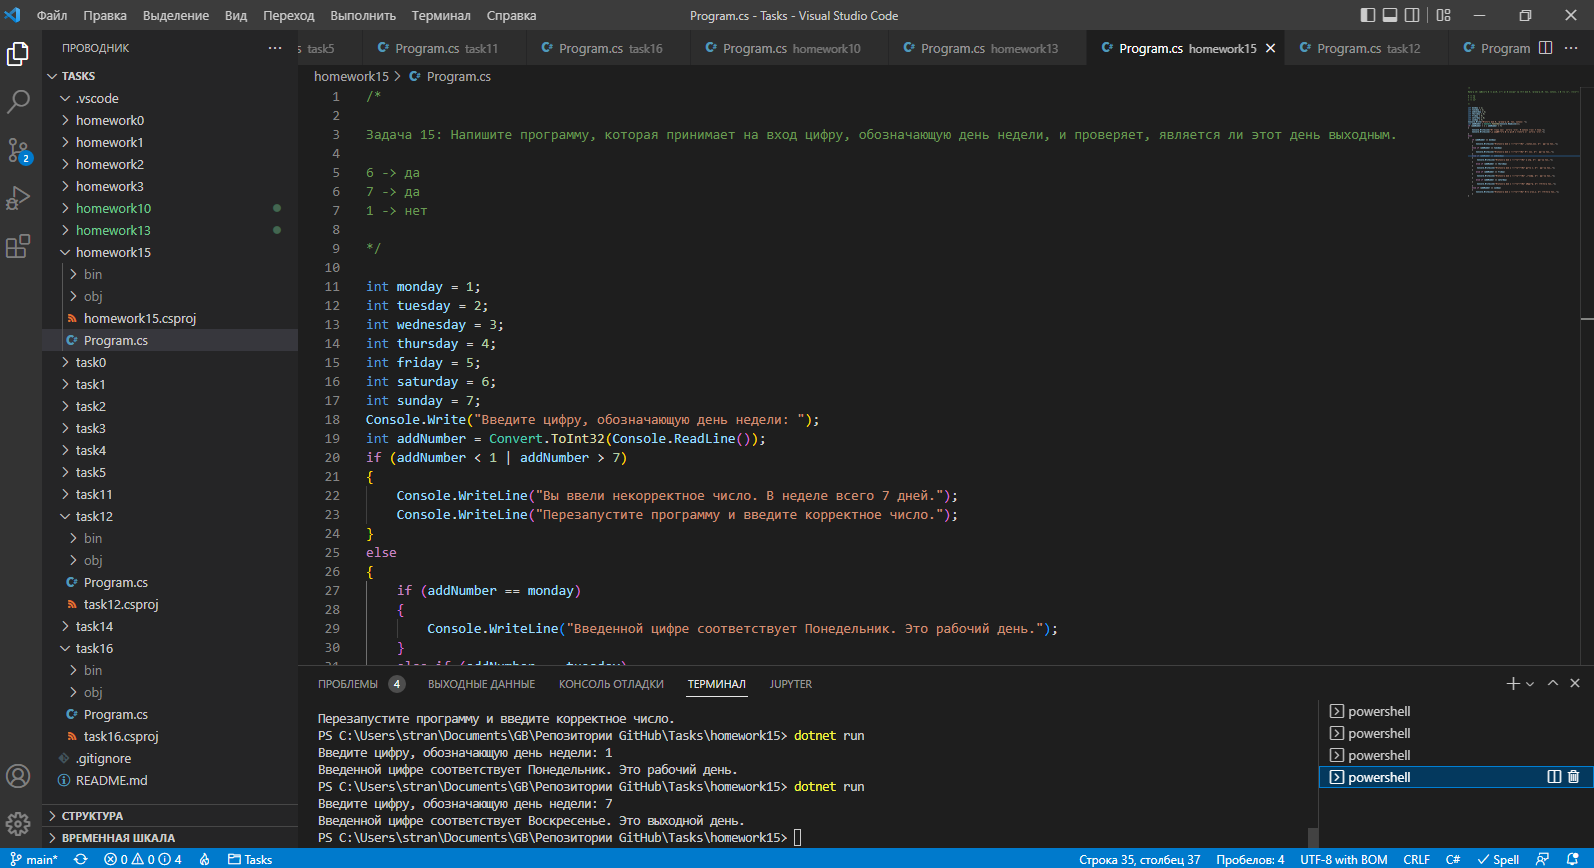 Файл Правка Выделение Вид Переход Выполнить Терминал Справка Program.cs - Tasks - Visual Studio Code
ПРОВОДНИК
s task5 Program.cs task11 Program.cs task16 Program.cs homework10 Program.cs homework13 Program.cs homework15 Program.cs task12 Program
TASKS
.vscode
homework0
homework1
homework2
homework3
homework10
homework13
homework15
bin
obj
homework15.csproj
Program.cs
task0
task1
task2
task3
task4
task5
task11
task12
bin
obj
Program.cs
task12.csproj
task14
task16
bin
obj
Program.cs
task16.csproj
.gitignore
README.md
СТРУКТУРА
ВРЕМЕННАЯ ШКАЛА
2
homework15 > Program.cs
1 /*
2
3 Задача 15: Напишите программу, которая принимает на вход цифру, обозначающую день недели, и проверяет, является ли этот день выходным.
4
5 6 -> да
6 7 -> да
7 1 -> нет
8
9 */
10
11 int monday = 1;
12 int tuesday = 2;
13 int wednesday = 3;
14 int thursday = 4;
15 int friday = 5;
16 int saturday = 6;
17 int sunday = 7;
18 Console.Write("Введите цифру, обозначающую день недели: ");
19 int addNumber = Convert.ToInt32(Console.ReadLine());
20 if (addNumber < 1 | addNumber > 7)
21 {
22 Console.WriteLine("Вы ввели некорректное число. В неделе всего 7 дней.");
23 Console.WriteLine("Перезапустите программу и введите корректное число.");
24 }
25 else
26 {
27 if (addNumber == monday)
28 {
29 Console.WriteLine("Введенной цифре соответствует Понедельник. Это рабочий день.");
30 }
31 else if (addNumber == tuesday)
ПРОБЛЕМЫ 4 ВЫХОДНЫЕ ДАННЫЕ КОНСОЛЬ ОТЛАДКИ ТЕРМИНАЛ JUPYTER
Перезапустите программу и введите корректное число.
PS C:\Users\stran\Documents\GB\Репозитории GitHub\Tasks\homework15> dotnet run
Введите цифру, обозначающую день недели: 1
Введенной цифре соответствует Понедельник. Это рабочий день.
PS C:\Users\stran\Documents\GB\Репозитории GitHub\Tasks\homework15> dotnet run
Введите цифру, обозначающую день недели: 7
Введенной цифре соответствует Воскресенье. Это выходной день.
PS C:\Users\stran\Documents\GB\Репозитории GitHub\Tasks\homework15>
powershell
powershell
powershell
powershell
main* 0 0 4 Tasks Строка 35, столбец 37 Пробелов: 4 UTF-8 with BOM CRLF C# Spell